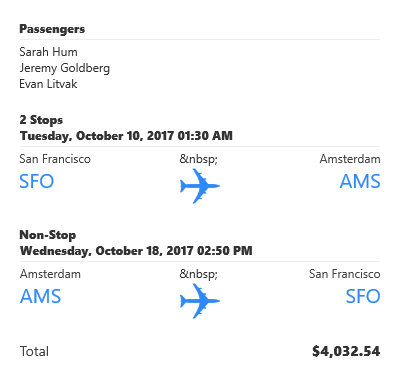 Passengers
Sarah Hum
Jeremy Goldberg
Evan Litvak
2 Stops
Tuesday, October 10, 2017 01:30 AM
San Francisco &nbsp; Amsterdam
SFO AMS
Non-Stop
Wednesday, October 18, 2017 02:50 PM
Amsterdam &nbsp; San Francisco
AMS SFO
Total $4,032.54